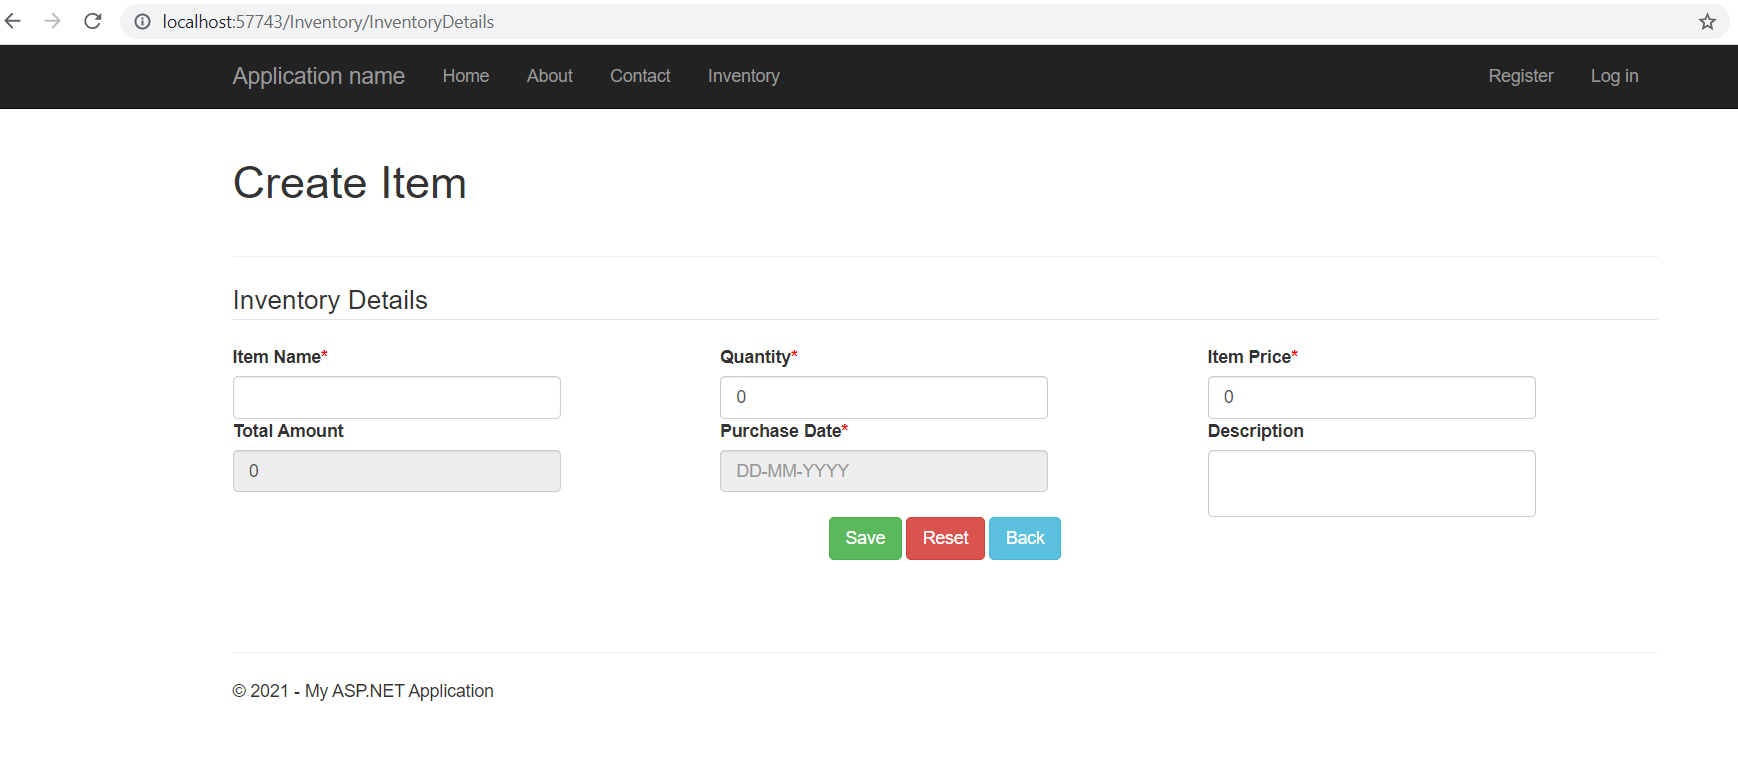 localhost:57743/Inventory/InventoryDetails
Application name Home About Contact Inventory Register Log in
Create Item
Inventory Details
Item Name* Quantity* Item Price*
0 0
Total Amount Purchase Date* Description
0 DD-MM-YYYY
Save Reset Back
© 2021 - My ASP.NET Application